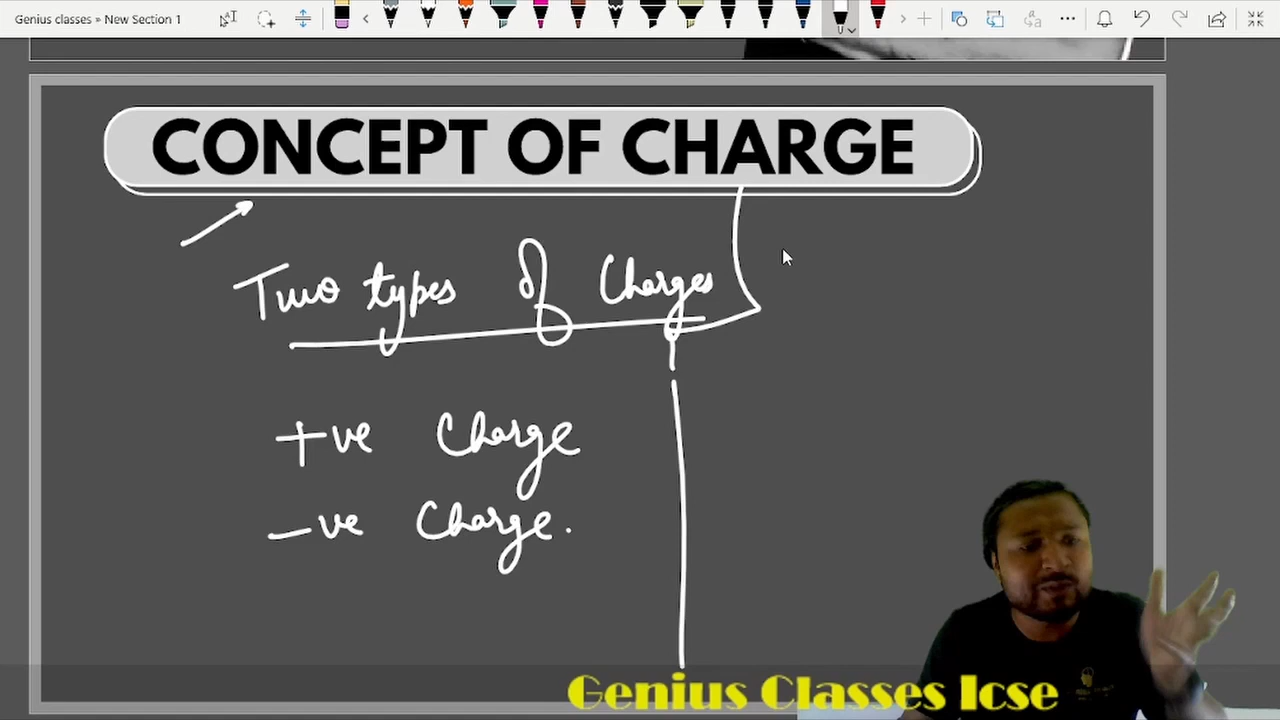 Genius classes » New Section 1
CONCEPT OF CHARGE
Two types of Charges
+ve Charge
-ve Charge.
Genius Classes Icse